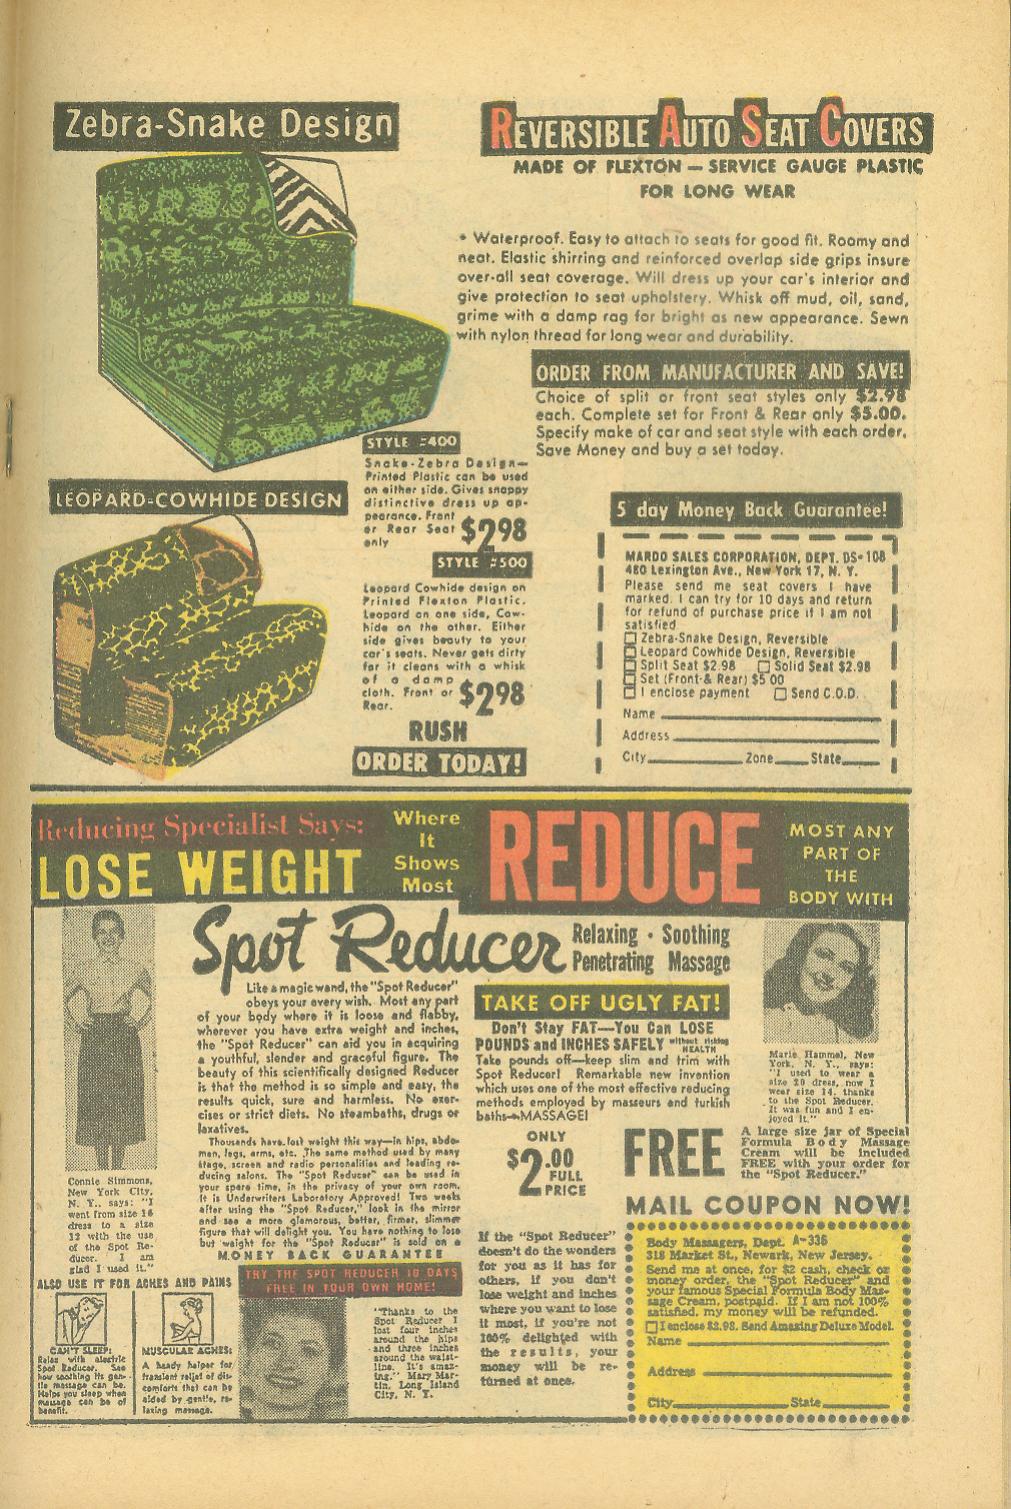 Zebra-Snake Design
REVERSIBLE AUTO SEAT COVERS
MADE OF FLEXTON — SERVICE GAUGE PLASTIC
FOR LONG WEAR
• Waterproof. Easy to attach to seats for good fit. Roomy and
neat. Elastic shirring and reinforced overlap side grips insure
over-all seat coverage. Will dress up your car's interior and
give protection to seat upholstery. Whisk off mud, oil, sand,
grime with a damp rag for bright as new appearance. Sewn
with nylon thread for long wear and durability.
ORDER FROM MANUFACTURER AND SAVE!
Choice of split or front seat styles only $2.98
each. Complete set for Front & Rear only $5.00.
Specify make of car and seat style with each order.
Save Money and buy a set today.
STYLE #400
Snake-Zebra Design—
Printed Plastic can be used
on either side. Gives snappy
distinctive dress up ap-
pearance. Front
or Rear Seat
only
$2.98
LEOPARD-COWHIDE DESIGN
STYLE #500
Leopard Cowhide design on
Printed Flexton Plastic.
Leopard on one side, Cow-
hide on the other. Either
side gives beauty to your
car's seats. Never gets dirty
for it cleans with a whisk
of a damp
cloth. Front or
Rear.
$2.98
RUSH
ORDER TODAY!
5 day Money Back Guarantee!
MARDO SALES CORPORATION, DEPT. DS-108
480 Lexington Ave., New York 17, N. Y.
Please send me seat covers I have
marked. I can try for 10 days and return
for refund of purchase price if I am not
satisfied
Zebra-Snake Design, Reversible
Leopard Cowhide Design, Reversible
Split Seat $2.98 Solid Seat $2.98
Set (Front & Rear) $5.00
I enclose payment Send C.O.D.
Name
Address
City Zone State
Reducing Specialist Says:
LOSE WEIGHT
Where
It
Shows
Most
REDUCE
MOST ANY
PART OF
THE
BODY WITH
Spot Reducer
Relaxing • Soothing
Penetrating Massage
Like a magic wand, the "Spot Reducer"
obeys your every wish. Most any part
of your body where it is loose and flabby,
wherever you have extra weight and inches,
the "Spot Reducer" can aid you in acquiring
a youthful, slender and graceful figure. The
beauty of this scientifically designed Reducer
is that the method is so simple and easy, the
results quick, sure and harmless. No exer-
cises or strict diets. No steambaths, drugs or
laxatives.
Thousands have lost weight this way—in hips, abdo-
men, legs, arms, etc. The same method used by many
stage, screen and radio personalities and leading re-
ducing salons. The "Spot Reducer" can be used in
your spare time, in the privacy of your own room.
It is Underwriters Laboratory Approved! Two weeks
after using the "Spot Reducer," look in the mirror
and see a more glamorous, better, firmer, slimmer
figure that will delight you. You have nothing to lose
but weight for the "Spot Reducer" is sold on a
MONEY BACK GUARANTEE
Connie Simmons,
New York City,
N. Y., says: "I
went from size 16
dress to a size
12 with the use
of the Spot Re-
ducer. I am
glad I used it."
ALSO USE IT FOR ACHES AND PAINS
CAN'T SLEEP:
Relax with electric
Spot Reducer. See
how soothing its gen-
tle massage can be.
Helps you sleep when
massage can be of
benefit.
MUSCULAR ACHES:
A handy helper for
transient relief of dis-
comforts that can be
aided by gentle, re-
laxing massage.
TRY THE SPOT REDUCER 10 DAYS
FREE IN YOUR OWN HOME!
"Thanks to the
Spot Reducer I
lost four inches
around the hips
and three inches
around the waist-
line. It's amaz-
ing." Mary Mar-
tin, Long Island
City, N. Y.
TAKE OFF UGLY FAT!
Don't Stay FAT—You Can LOSE
POUNDS and INCHES SAFELY without risking HEALTH
Take pounds off—keep slim and trim with
Spot Reducer! Remarkable new invention
which uses one of the most effective reducing
methods employed by masseurs and turkish
baths—MASSAGE!
ONLY
$2.00
FULL
PRICE
If the "Spot Reducer"
doesn't do the wonders
for you as it has for
others, if you don't
lose weight and inches
where you want to lose
it most, if you're not
100% delighted with
the results, your
money will be re-
turned at once.
Marie Hammel, New
York, N. Y., says:
"I used to wear a
size 20 dress, now I
wear size 14, thanks
to the Spot Reducer.
It was fun and I en-
joyed it."
FREE
A large size jar of Special
Formula Body Massage
Cream will be included
FREE with your order for
the "Spot Reducer."
MAIL COUPON NOW!
Body Massagers, Dept. A-336
318 Market St., Newark, New Jersey.
Send me at once, for $2 cash, check or
money order, the "Spot Reducer" and
your famous Special Formula Body Mas-
sage Cream, postpaid. If I am not 100%
satisfied, my money will be refunded.
I enclose $2.98. Send Amazing Deluxe Model.
Name
Address
City State